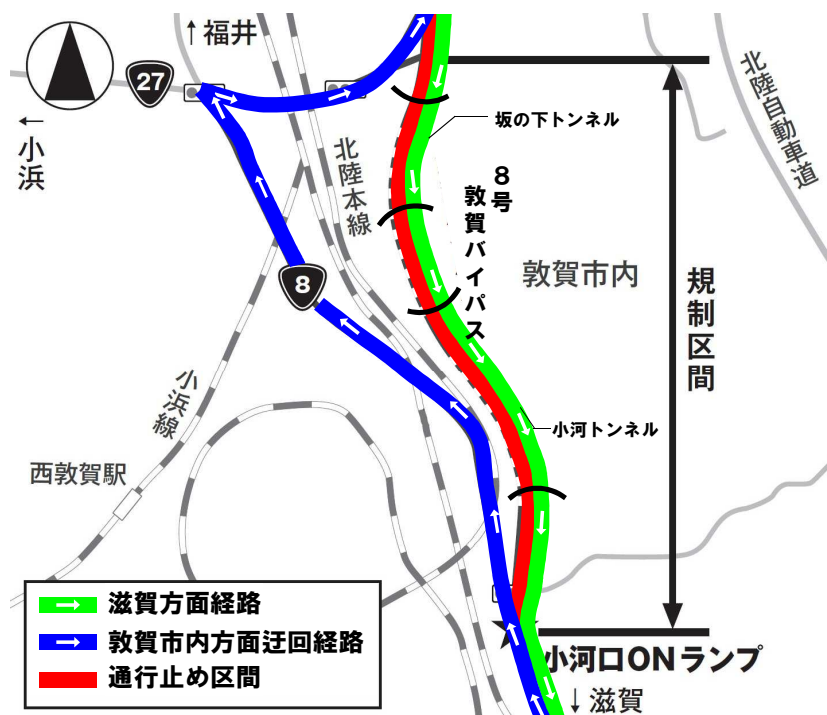 ↑福井
27
←
小浜
北陸自動車道
坂の下トンネル
北陸本線
8号
敦賀バイパス
敦賀市内
規制区間
8
小浜線
小河トンネル
西敦賀駅
滋賀方面経路
敦賀市内方面迂回経路
通行止め区間
小河口ONランプ
↓滋賀